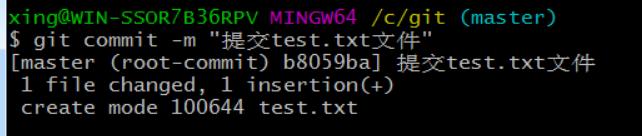 xing@WIN-SSOR7B36RPV MINGW64 /c/git (master)
$ git commit -m "提交test.txt文件"
[master (root-commit) b8059ba] 提交test.txt文件
 1 file changed, 1 insertion(+)
 create mode 100644 test.txt